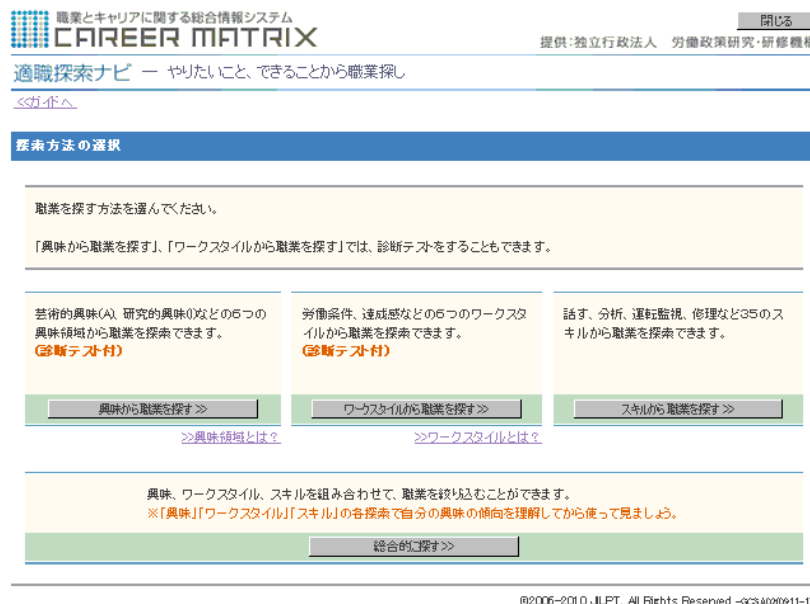 職業とキャリアに関する総合情報システム
CAREER MATRIX
閉じる
提供:独立行政法人 労働政策研究・研修機構
適職探索ナビ ― やりたいこと、できることから職業探し
<<ガイドへ
探索方法の選択
職業を探す方法を選んでください。
「興味から職業を探す」、「ワークスタイルから職業を探す」では、診断テストをすることもできます。
芸術的興味(A)、研究的興味(I)などの6つの
興味領域から職業を探索できます。
(診断テスト付)
興味から職業を探す≫
>>興味領域とは?
労働条件、達成感などの6つのワークスタ
イルから職業を探索できます。
(診断テスト付)
ワークスタイルから職業を探す≫
>>ワークスタイルとは?
話す、分析、運転監視、修理など35のス
キルから職業を探索できます。
スキルから職業を探す≫
興味、ワークスタイル、スキルを組み合わせて、職業を絞り込むことができます。
※「興味」「ワークスタイル」「スキル」の各探索で自分の興味の傾向を理解してから使って見ましょう。
総合的に探す≫
©2006-2010 JILPT, All Rights Reserved